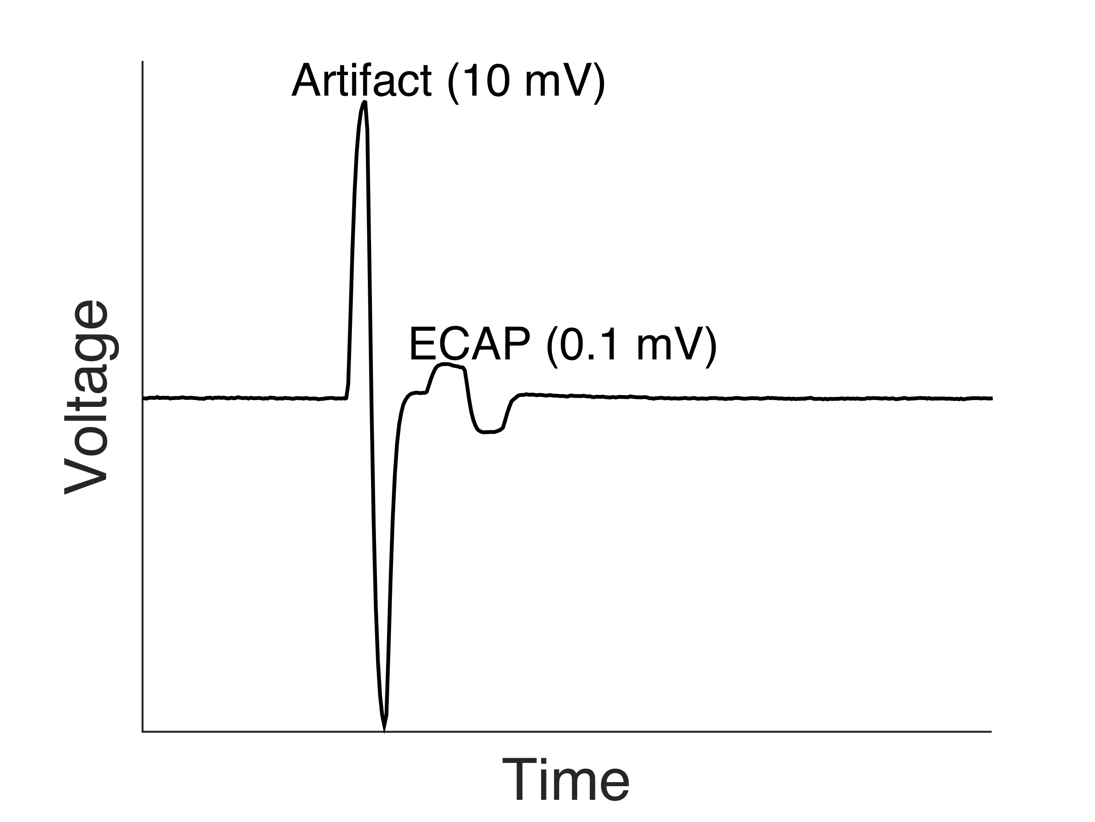 Artifact (10 mV)
ECAP (0.1 mV)
Voltage
Time